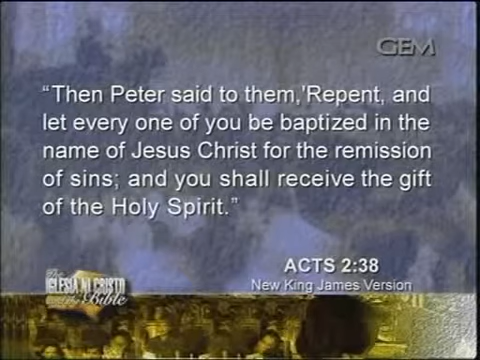 GEM
“Then Peter said to them,'Repent, and
let every one of you be baptized in the
name of Jesus Christ for the remission
of sins; and you shall receive the gift
of the Holy Spirit.”
ACTS 2:38
New King James Version
The
IGLESIA NI CRISTO
and the Bible